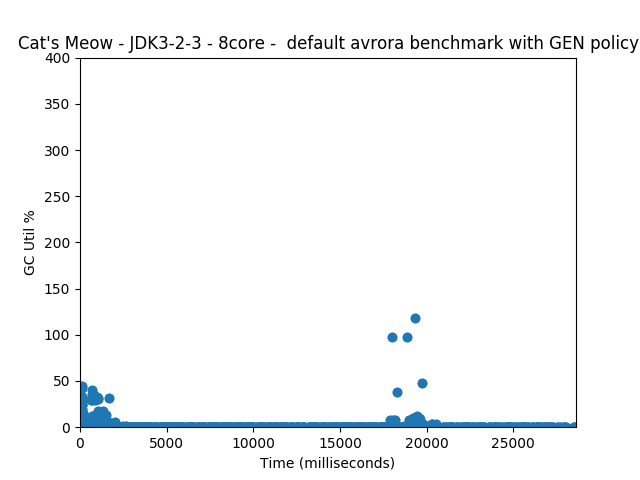 Cat's Meow - JDK3-2-3 - 8core -  default avrora benchmark with GEN policy
400
350
300
250
200
150
100
50
0
GC Util %
0 5000 10000 15000 20000 25000
Time (milliseconds)